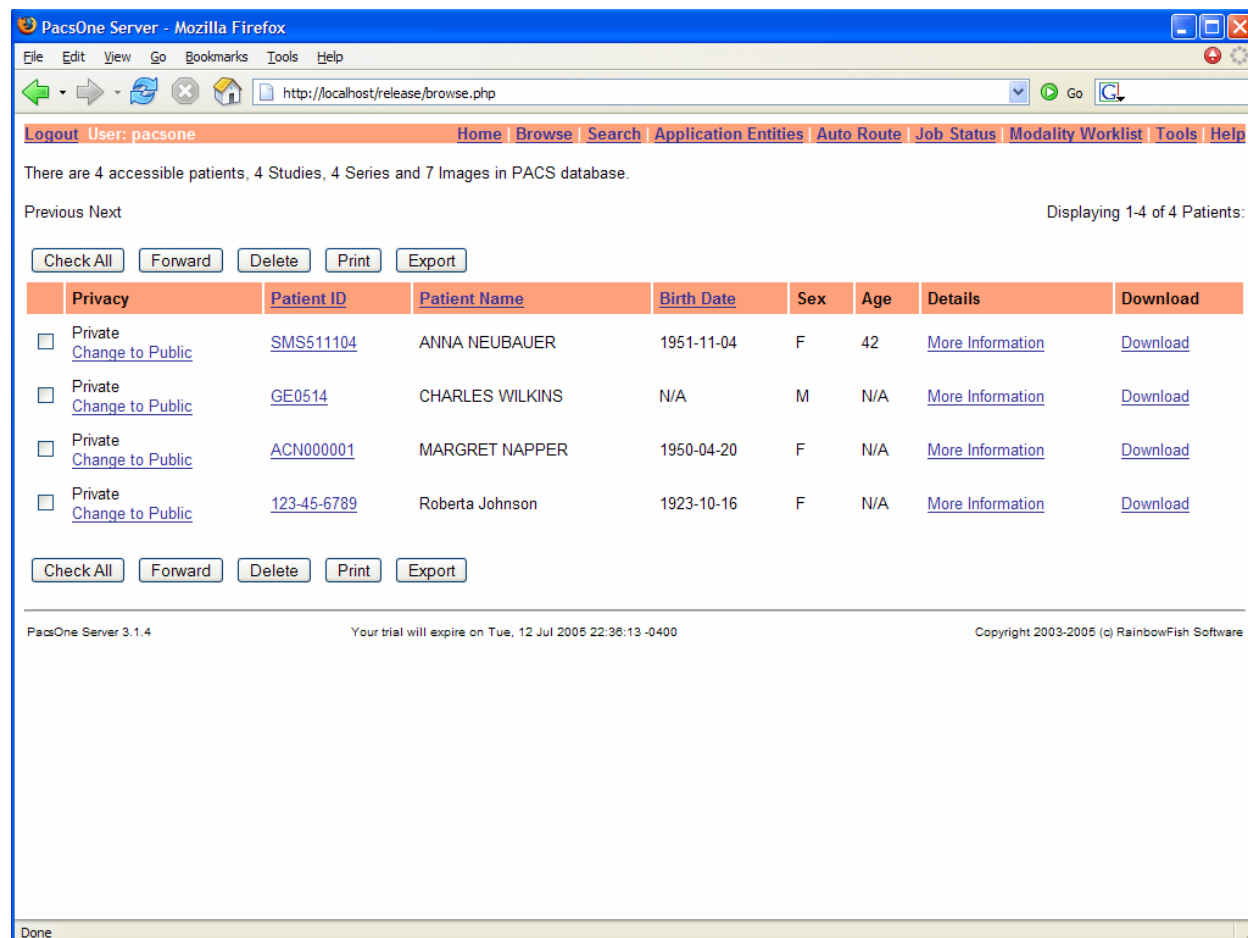 PacsOne Server - Mozilla Firefox
File Edit View Go Bookmarks Tools Help
http://localhost/release/browse.php Go G
Logout User: pacsone Home | Browse | Search | Application Entities | Auto Route | Job Status | Modality Worklist | Tools | Help
There are 4 accessible patients, 4 Studies, 4 Series and 7 Images in PACS database.
Previous Next Displaying 1-4 of 4 Patients:
Check All Forward Delete Print Export
Privacy Patient ID Patient Name Birth Date Sex Age Details Download
Private
Change to Public SMS511104 ANNA NEUBAUER 1951-11-04 F 42 More Information Download
Private
Change to Public GE0514 CHARLES WILKINS N/A M N/A More Information Download
Private
Change to Public ACN000001 MARGRET NAPPER 1950-04-20 F N/A More Information Download
Private
Change to Public 123-45-6789 Roberta Johnson 1923-10-16 F N/A More Information Download
Check All Forward Delete Print Export
PacsOne Server 3.1.4 Your trial will expire on Tue, 12 Jul 2005 22:36:13 -0400 Copyright 2003-2005 (c) RainbowFish Software
Done